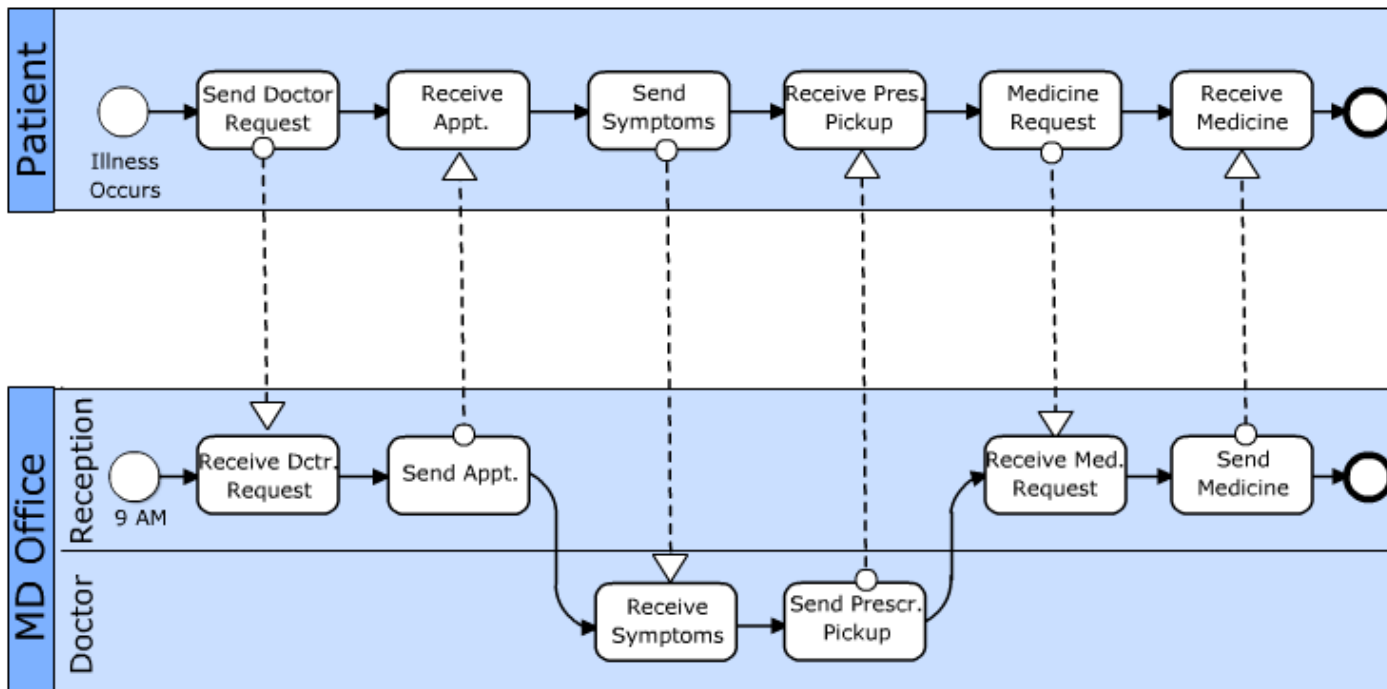 Patient
Illness
Occurs
Send Doctor
Request
Receive
Appt.
Send
Symptoms
Receive Pres.
Pickup
Medicine
Request
Receive
Medicine
MD Office
Reception
9 AM
Receive Dctr.
Request
Send Appt.
Receive Med.
Request
Send
Medicine
Doctor
Receive
Symptoms
Send Prescr.
Pickup